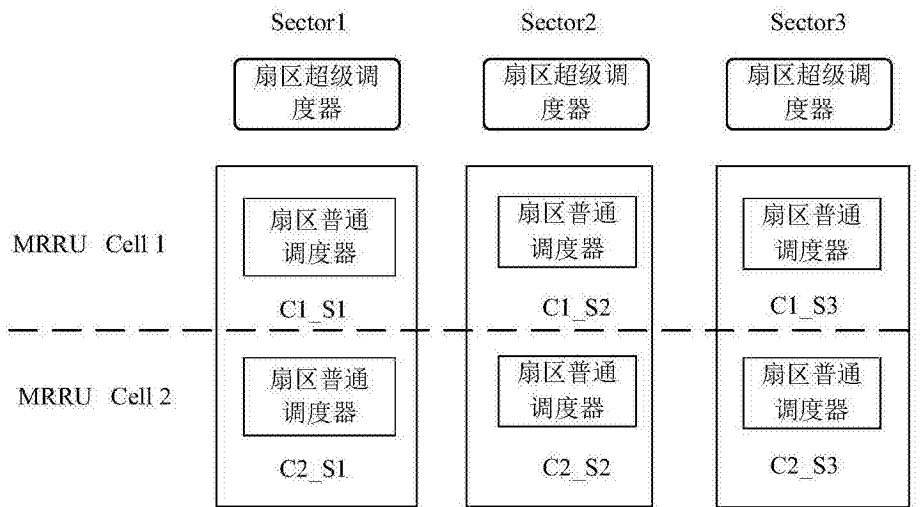 Sector1 Sector2 Sector3
扇区超级调 扇区超级调 扇区超级调
度器 度器 度器
扇区普通 扇区普通 扇区普通
MRRU Cell 1 调度器 调度器 调度器
C1_S1 C1_S2 C1_S3
扇区普通 扇区普通 扇区普通
MRRU Cell 2 调度器 调度器 调度器
C2_S1 C2_S2 C2_S3